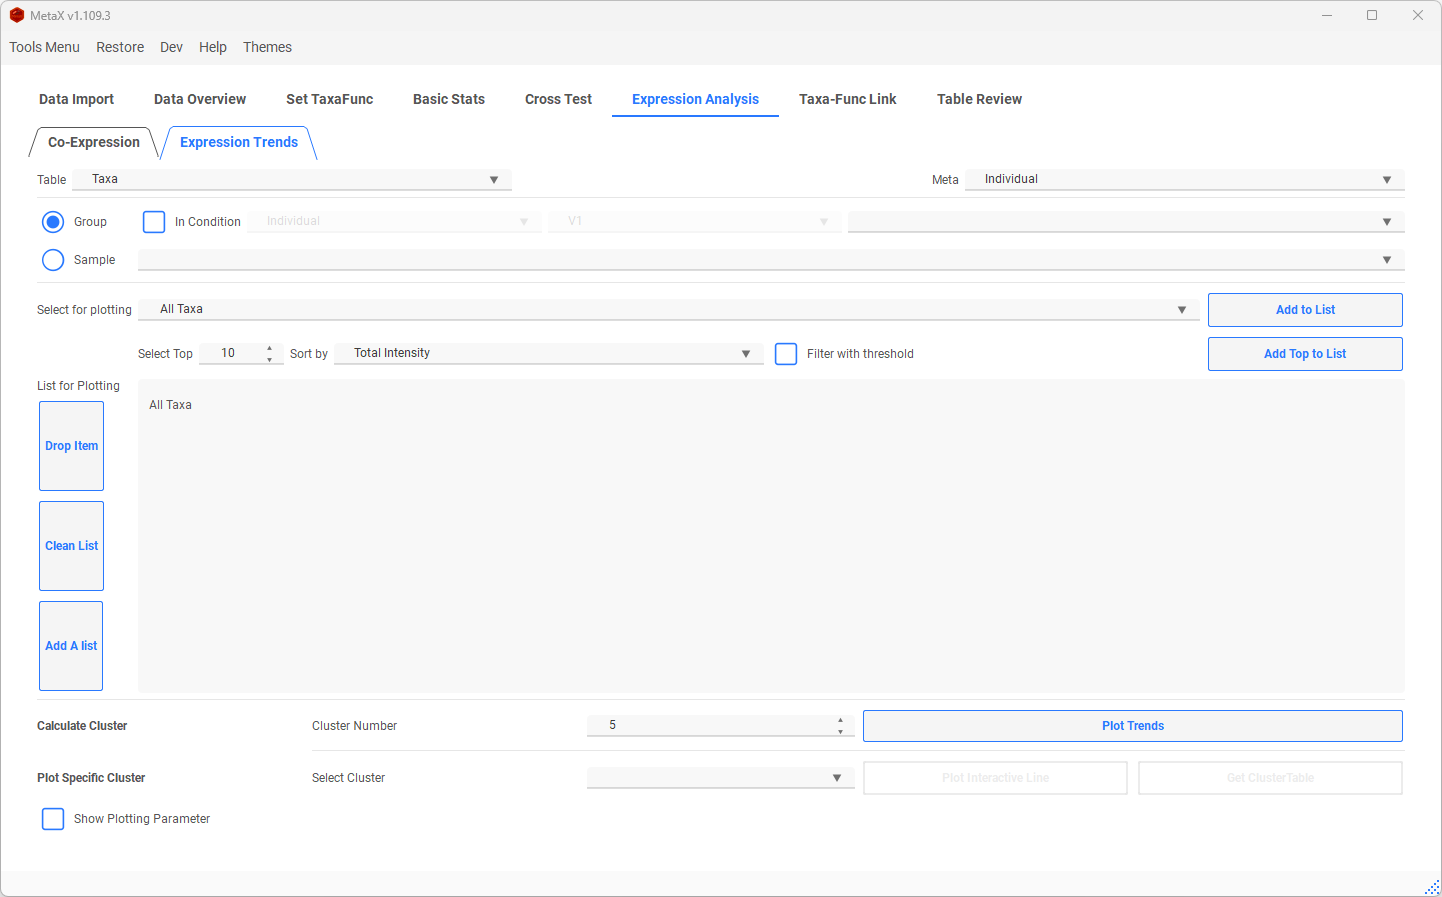 MetaX v1.109.3
Tools Menu Restore Dev Help Themes
Data Import Data Overview Set TaxaFunc Basic Stats Cross Test Expression Analysis Taxa-Func Link Table Review
Co-Expression Expression Trends
Table Taxa Meta Individual
Group In Condition Individual V1
Sample
Select for plotting All Taxa Add to List
Select Top 10 Sort by Total Intensity Filter with threshold Add Top to List
List for Plotting
All Taxa
Drop Item
Clean List
Add A list
Calculate Cluster Cluster Number 5 Plot Trends
Plot Specific Cluster Select Cluster Plot Interactive Line Get ClusterTable
Show Plotting Parameter